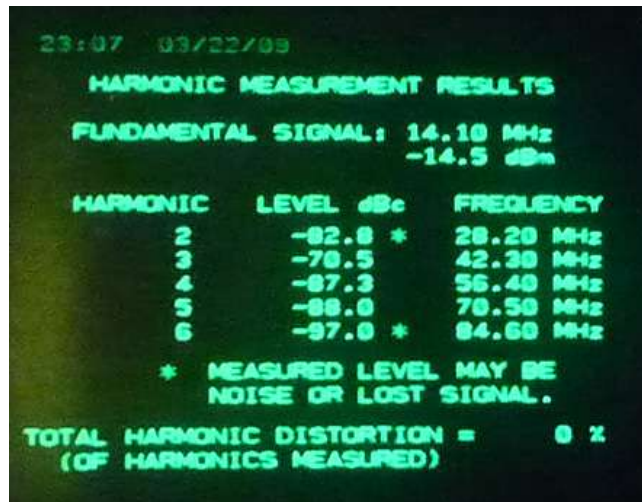 23:07 03/22/09
HARMONIC MEASUREMENT RESULTS
FUNDAMENTAL SIGNAL: 14.10 MHz
-14.5 dBm
HARMONIC LEVEL dBc FREQUENCY
2 -82.8 * 28.20 MHz
3 -70.5 42.30 MHz
4 -87.3 56.40 MHz
5 -88.0 70.50 MHz
6 -97.0 * 84.60 MHz
* MEASURED LEVEL MAY BE
NOISE OR LOST SIGNAL.
TOTAL HARMONIC DISTORTION = 0 %
(OF HARMONICS MEASURED)